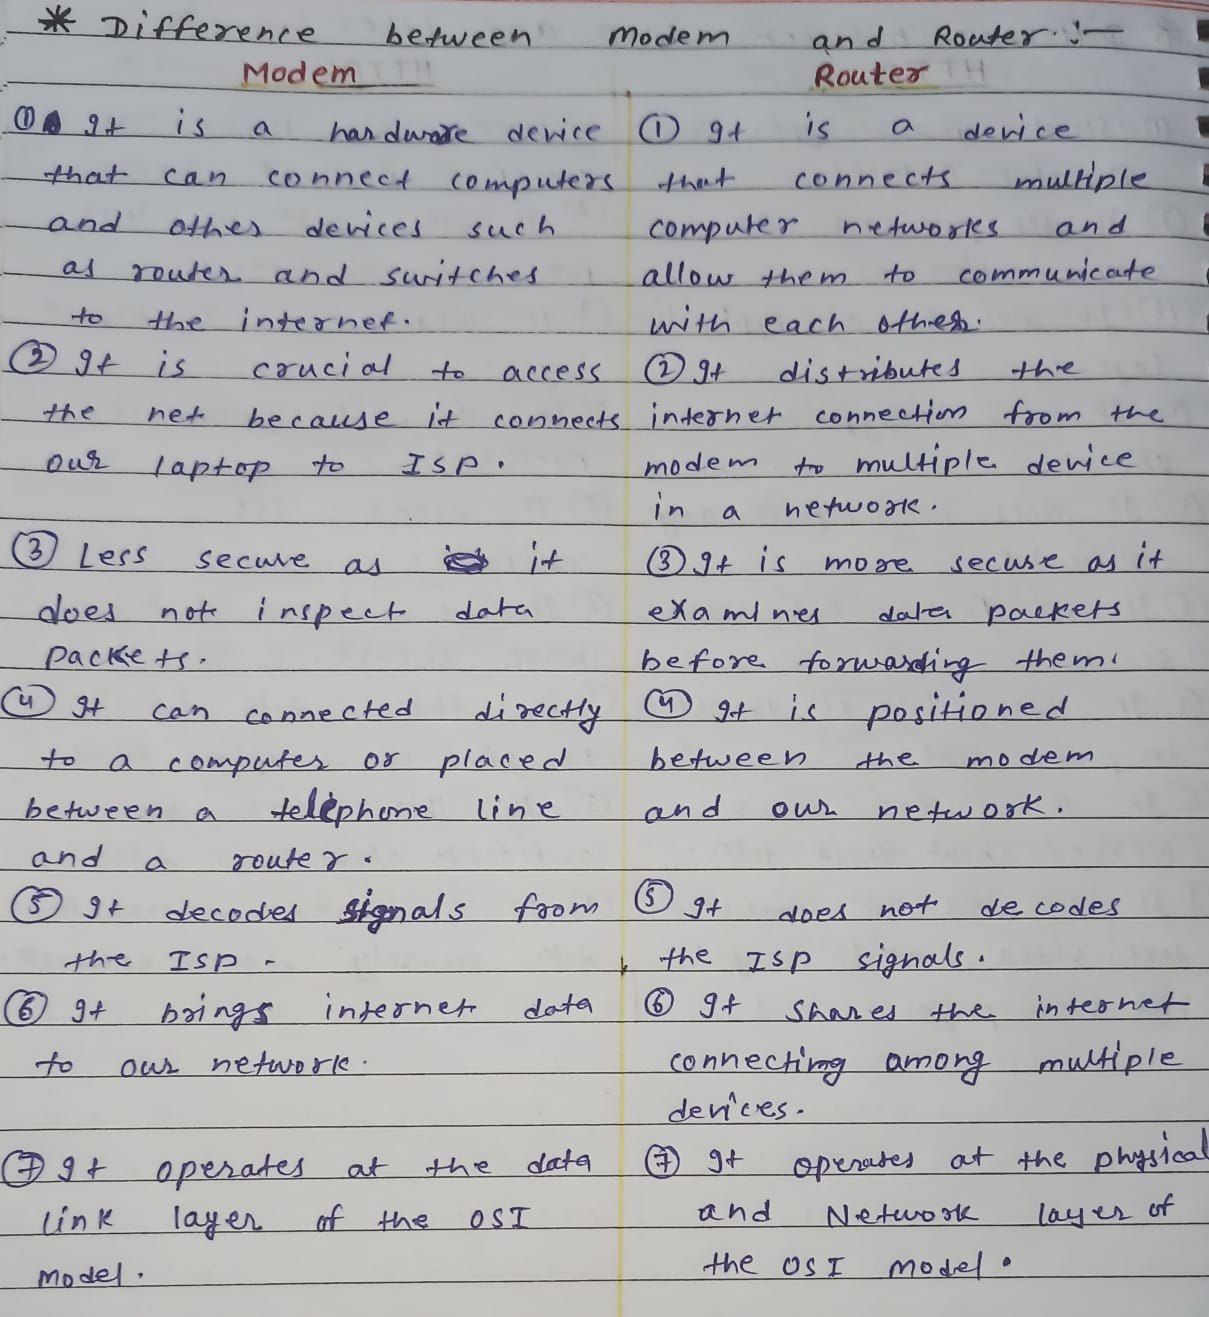 * Difference between Modem and Router :-
Modem
① It is a hardware device
that can connect computers
and other devices such
as router and switches
to the internet.
② It is crucial to access
the net because it connects
our laptop to ISP.
③ Less secure as it
does not inspect data
packets.
④ It can connected directly
to a computer or placed
between a telephone line
and a router.
⑤ It decodes signals from
the ISP.
⑥ It brings internet data
to our network.
⑦ It operates at the data
link layer of the OSI
Model.
Router
① It is a device
that connects multiple
computer networks and
allow them to communicate
with each other.
② It distributes the
internet connection from the
modem to multiple device
in a network.
③ It is more secure as it
examines data packets
before forwarding them.
④ It is positioned
between the modem
and our network.
⑤ It does not decodes
the ISP signals.
⑥ It shares the internet
connecting among multiple
devices.
⑦ It operates at the physical
and Network layer of
the OSI Model.